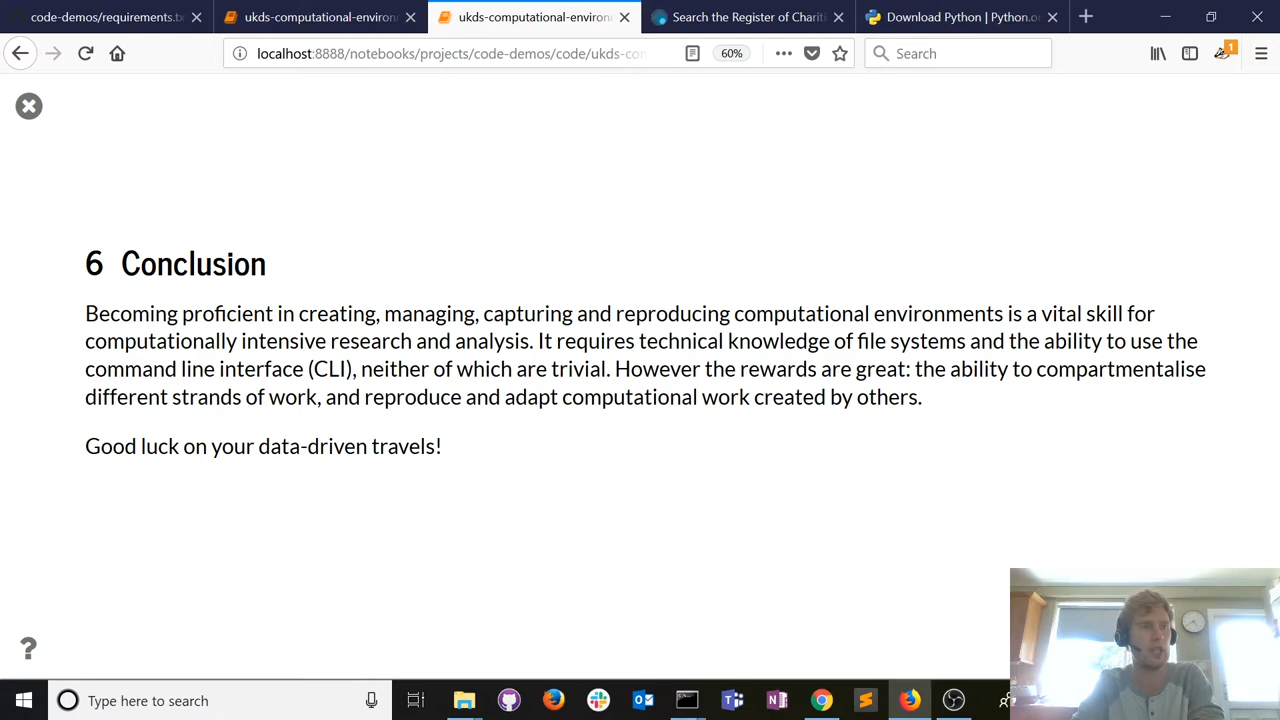 code-demos/requirements.tx
ukds-computational-environ
ukds-computational-environ
Search the Register of Chariti
Download Python | Python.o
localhost:8888/notebooks/projects/code-demos/code/ukds-co
60%
Search
1
6 Conclusion
Becoming proficient in creating, managing, capturing and reproducing computational environments is a vital skill for
computationally intensive research and analysis. It requires technical knowledge of file systems and the ability to use the
command line interface (CLI), neither of which are trivial. However the rewards are great: the ability to compartmentalise
different strands of work, and reproduce and adapt computational work created by others.
Good luck on your data-driven travels!
?
Type here to search